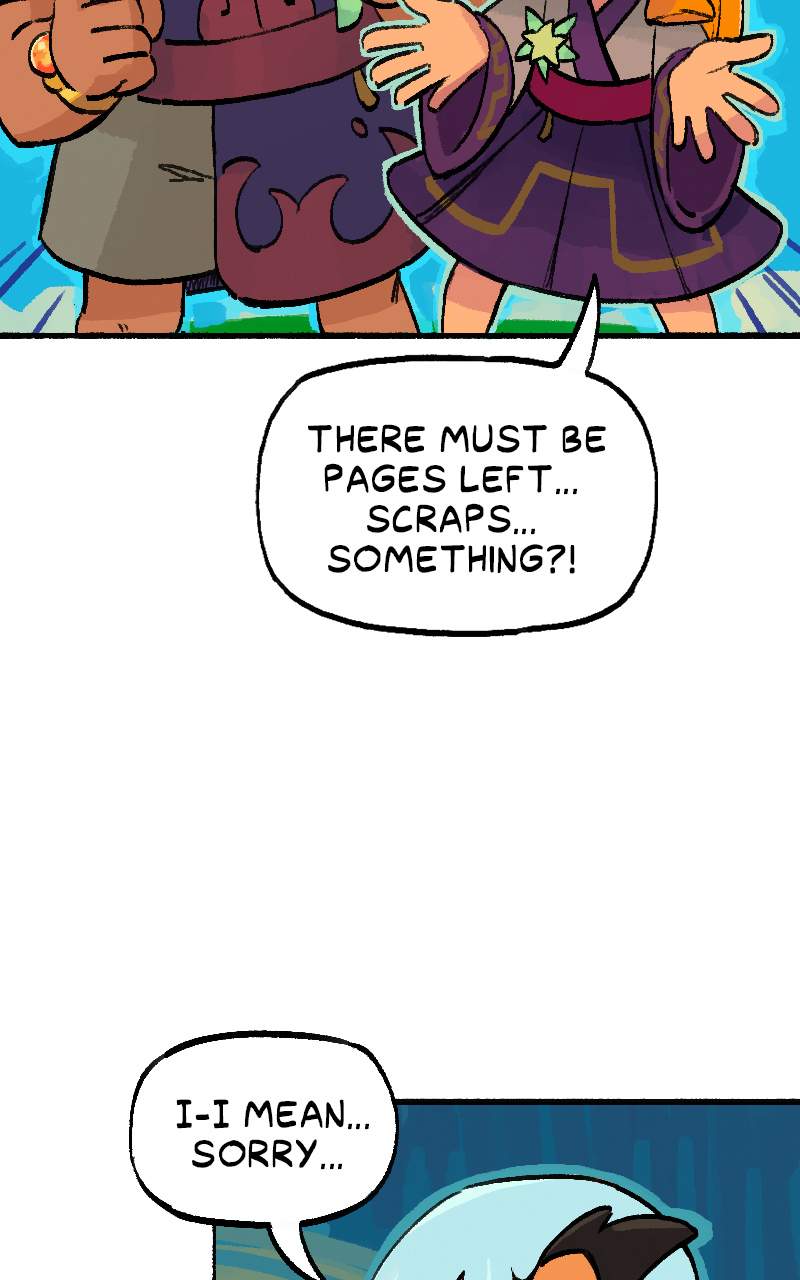 THERE MUST BE
PAGES LEFT...
SCRAPS...
SOMETHING?!
I-I MEAN...
SORRY...